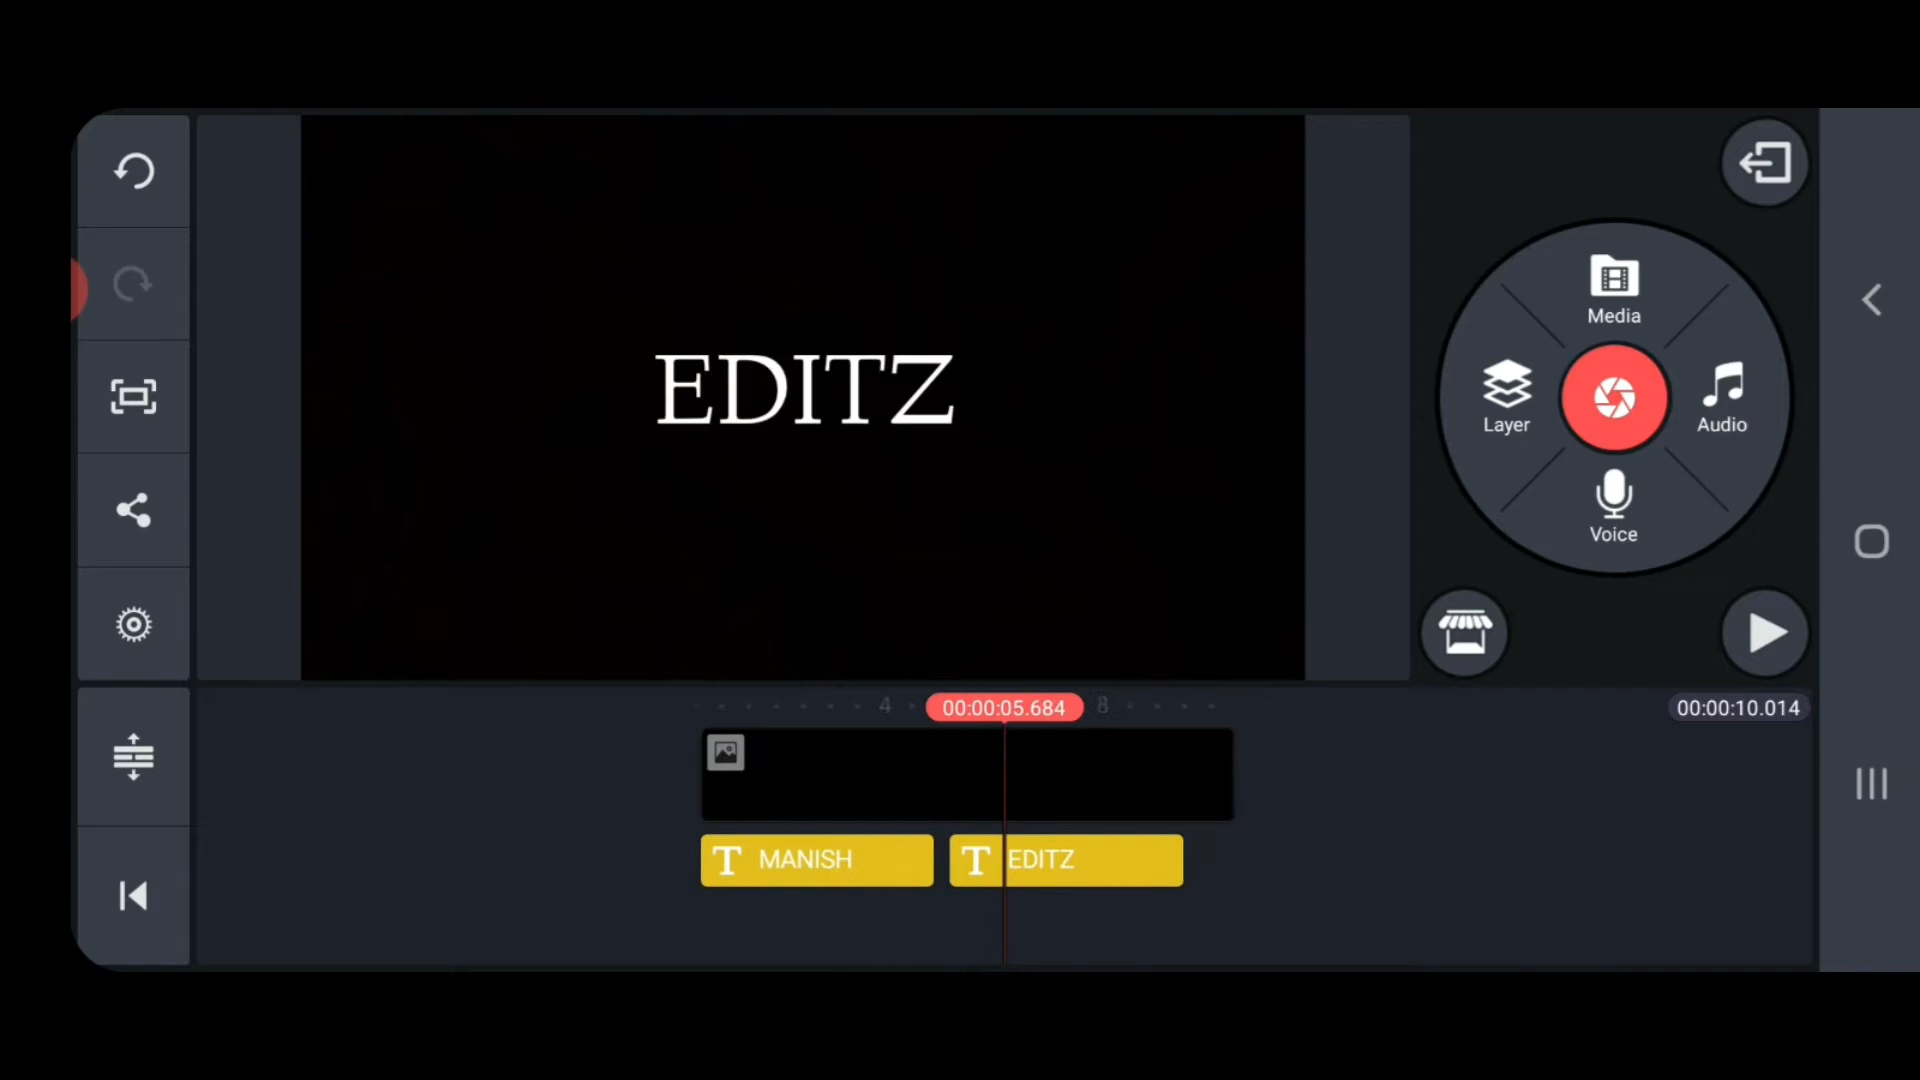 EDITZ
Media
Layer
Audio
Voice
4
00:00:05.684
8
00:00:10.014
T MANISH
T EDITZ